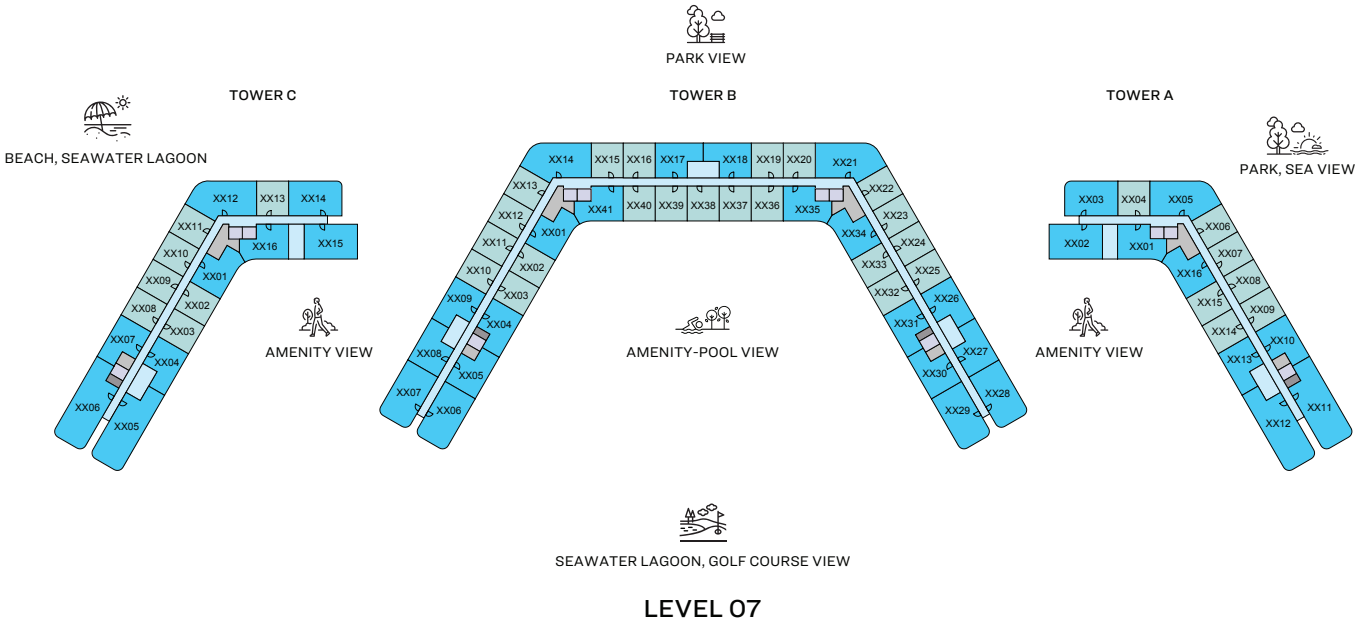 PARK VIEW
TOWER C
TOWER B
TOWER A
BEACH, SEAWATER LAGOON
PARK, SEA VIEW
XX12
XX13
XX14
XX11
XX10
XX09
XX08
XX07
XX06
XX16
XX15
XX01
XX02
XX03
XX04
XX05
XX14
XX15
XX16
XX17
XX18
XX19
XX20
XX21
XX13
XX12
XX11
XX10
XX09
XX08
XX07
XX41
XX40
XX39
XX38
XX37
XX36
XX35
XX01
XX02
XX03
XX04
XX05
XX06
XX22
XX23
XX24
XX25
XX26
XX27
XX28
XX34
XX33
XX32
XX31
XX30
XX29
XX03
XX04
XX05
XX02
XX01
XX06
XX07
XX08
XX09
XX10
XX11
XX16
XX15
XX14
XX13
XX12
AMENITY VIEW
AMENITY-POOL VIEW
AMENITY VIEW
SEAWATER LAGOON, GOLF COURSE VIEW
LEVEL 07